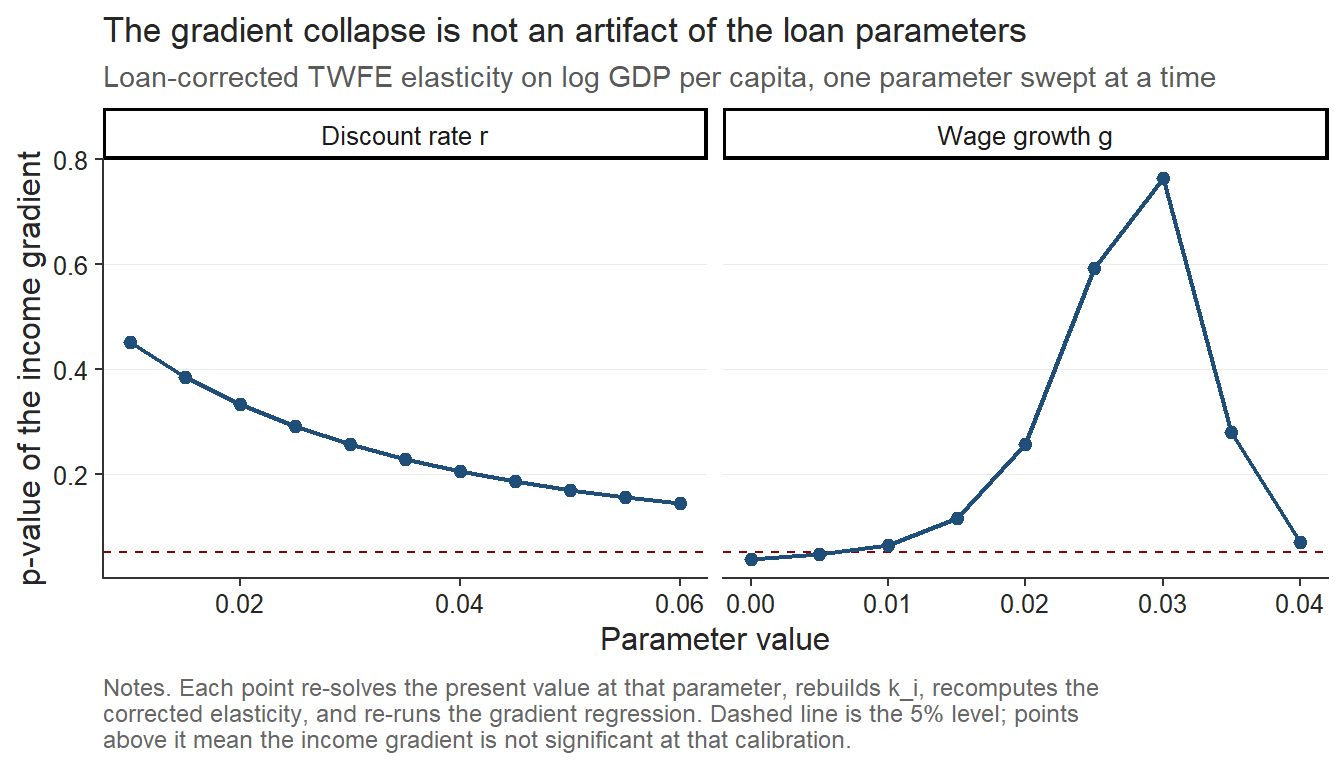 The gradient collapse is not an artifact of the loan parameters
Loan-corrected TWFE elasticity on log GDP per capita, one parameter swept at a time
Discount rate r
Wage growth g
p-value of the income gradient
0.8
0.6
0.4
0.2
0.02
0.04
0.06
0.00
0.01
0.02
0.03
0.04
Parameter value
Notes. Each point re-solves the present value at that parameter, rebuilds k_i, recomputes the
corrected elasticity, and re-runs the gradient regression. Dashed line is the 5% level; points
above it mean the income gradient is not significant at that calibration.